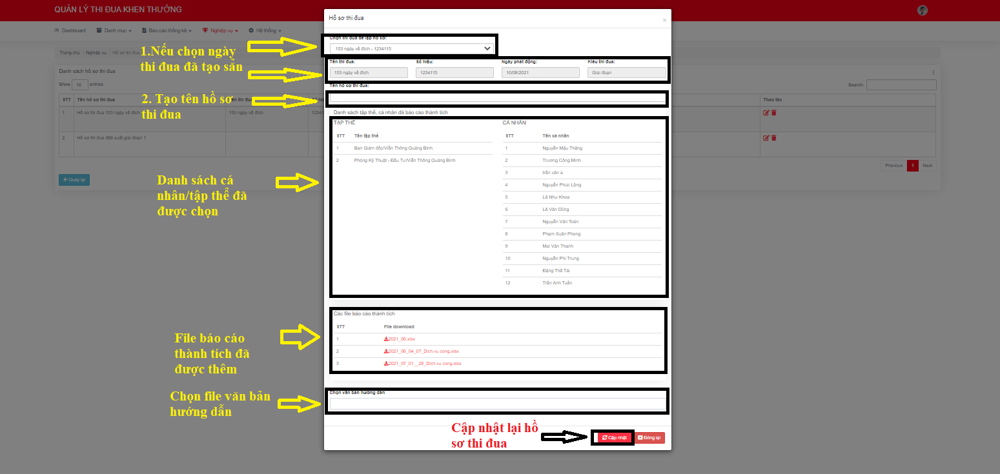 QUẢN LÝ THI ĐUA KHEN THƯỞNG
Dashboard Danh mục Báo cáo thống kê Nghiệp vụ Hệ thống
Trang chủ / Nghiệp vụ / Hồ sơ thi đua
Danh sách hồ sơ thi đua
Show 10 entries
Search:
STT Tên hồ sơ thi đua Tên thi đua Số hiệu Thao tác
1 Hồ sơ thi đua 153 ngày về đích 153 ngày về đích
2 Hồ sơ thi đua độtt xuất giai đoạn 1
Previous 1 Next
Quay lại
Hồ sơ thi đua
×
Chọn thi đua để lập hồ sơ:
153 ngày về đích - 1234115
Tên thi đua: Số hiệu: Ngày phát động: Kiểu thi đua:
153 ngày về đích 1234115 10/08/2021 Giai đoạn
Tên hồ sơ thi đua:
Danh sách tập thể, cá nhân đã báo cáo thành tích
TẬP THỂ
STT Tên tập thể
1 Ban Giám đốc/Viễn Thông Quảng Bình
2 Phòng Kỹ Thuật - Đầu Tư/Viễn Thông Quảng Bình
CÁ NHÂN
STT Tên cá nhân
1 Nguyễn Mậu Thăng
2 Trương Công Minh
3 trần văn a
4 Nguyễn Phúc Lộng
5 Lê Như Khoa
6 Lê Văn Dũng
7 Nguyễn Văn Toàn
8 Phạm Xuân Phong
9 Mai Văn Thanh
10 Nguyễn Phi Trung
11 Đặng Thế Tài
12 Trần Anh Tuấn
Các file báo cáo thành tích
STT File download
1 2021_06.xlsx
2 2021_06_04_07_Dich vu cong.xlsx
3 2021_07_01__28_Dich vu cong.xlsx
Chọn văn bản hướng dẫn
Cập nhật Đóng lại
1.Nếu chọn ngày
thi đua đã tạo sẳn
2. Tạo tên hồ sơ
thi đua
Danh sách cá
nhân/tập thể đã
được chọn
File báo cáo
thành tích đã
được thêm
Chọn file văn bản
hướng dẫn
Cập nhật lại hồ
sơ thi đua